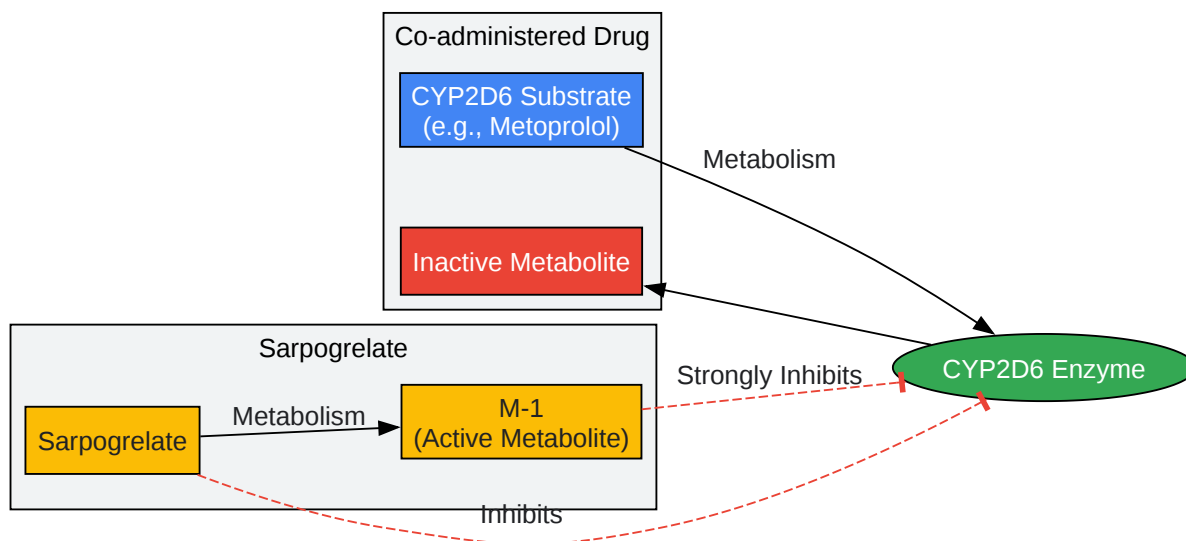 Co-administered Drug
CYP2D6 Substrate
(e.g., Metoprolol)
Metabolism
Inactive Metabolite
Sarpogrelate
Strongly Inhibits
CYP2D6 Enzyme
Metabolism
M-1
(Active Metabolite)
Sarpogrelate
Inhibits